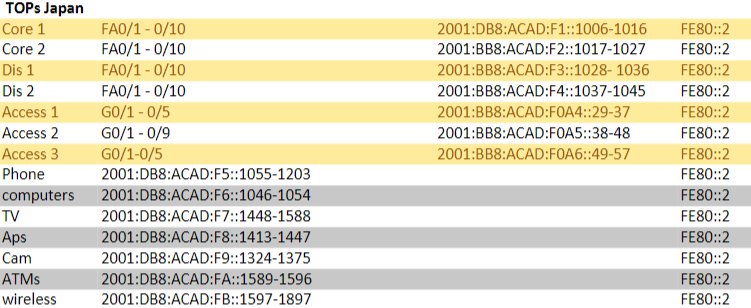 TOPs Japan
Core 1 FA0/1 - 0/10 2001:DB8:ACAD:F1::1006-1016 FE80::2
Core 2 FA0/1 - 0/10 2001:BB8:ACAD:F2::1017-1027 FE80::2
Dis 1 FA0/1 - 0/10 2001:BB8:ACAD:F3::1028- 1036 FE80::2
Dis 2 FA0/1 - 0/10 2001:BB8:ACAD:F4::1037-1045 FE80::2
Access 1 G0/1 - 0/5 2001:BB8:ACAD:F0A4::29-37 FE80::2
Access 2 G0/1 - 0/9 2001:BB8:ACAD:F0A5::38-48 FE80::2
Access 3 G0/1-0/5 2001:BB8:ACAD:F0A6::49-57 FE80::2
Phone 2001:DB8:ACAD:F5::1055-1203 FE80::2
computers 2001:DB8:ACAD:F6::1046-1054 FE80::2
TV 2001:DB8:ACAD:F7::1448-1588 FE80::2
Aps 2001:DB8:ACAD:F8::1413-1447 FE80::2
Cam 2001:DB8:ACAD:F9::1324-1375 FE80::2
ATMs 2001:DB8:ACAD:FA::1589-1596 FE80::2
wireless 2001:DB8:ACAD:FB::1597-1897 FE80::2